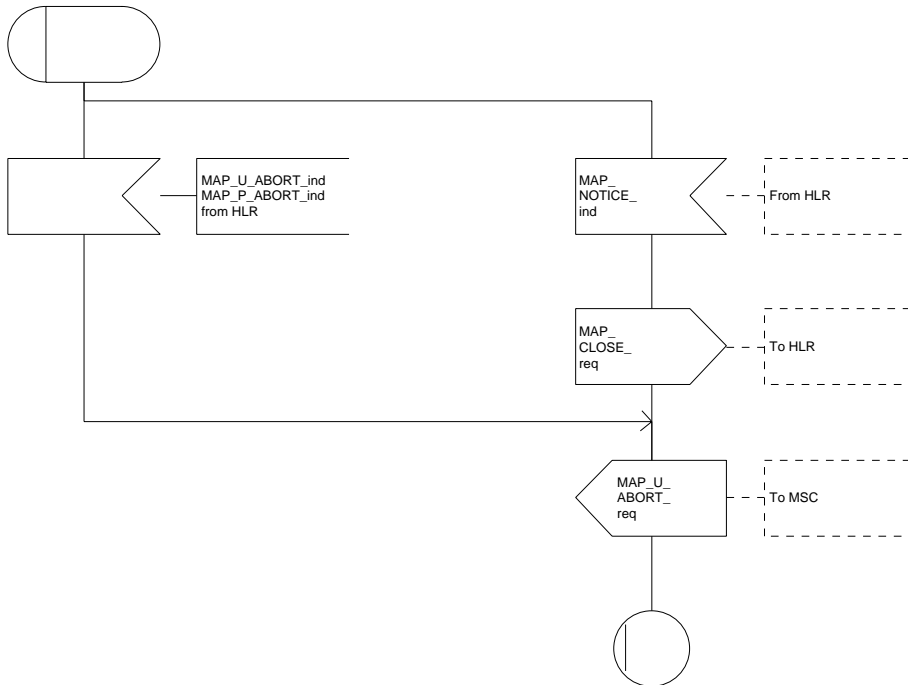 MAP_U_ABORT_ind
MAP_P_ABORT_ind
from HLR
MAP_
NOTICE_
ind
From HLR
MAP_
CLOSE_
req
To HLR
MAP_U_
ABORT_
req
To MSC